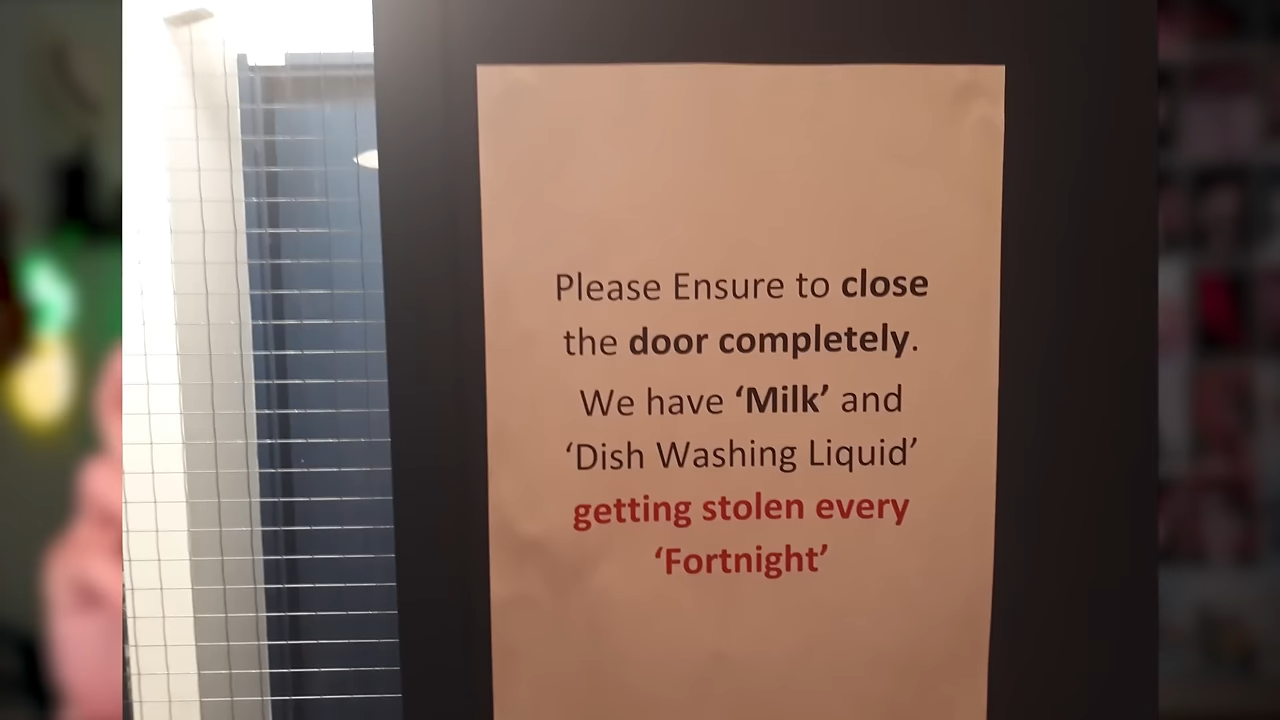 Please Ensure to close
the door completely.
We have ‘Milk’ and
‘Dish Washing Liquid’
getting stolen every
‘Fortnight’